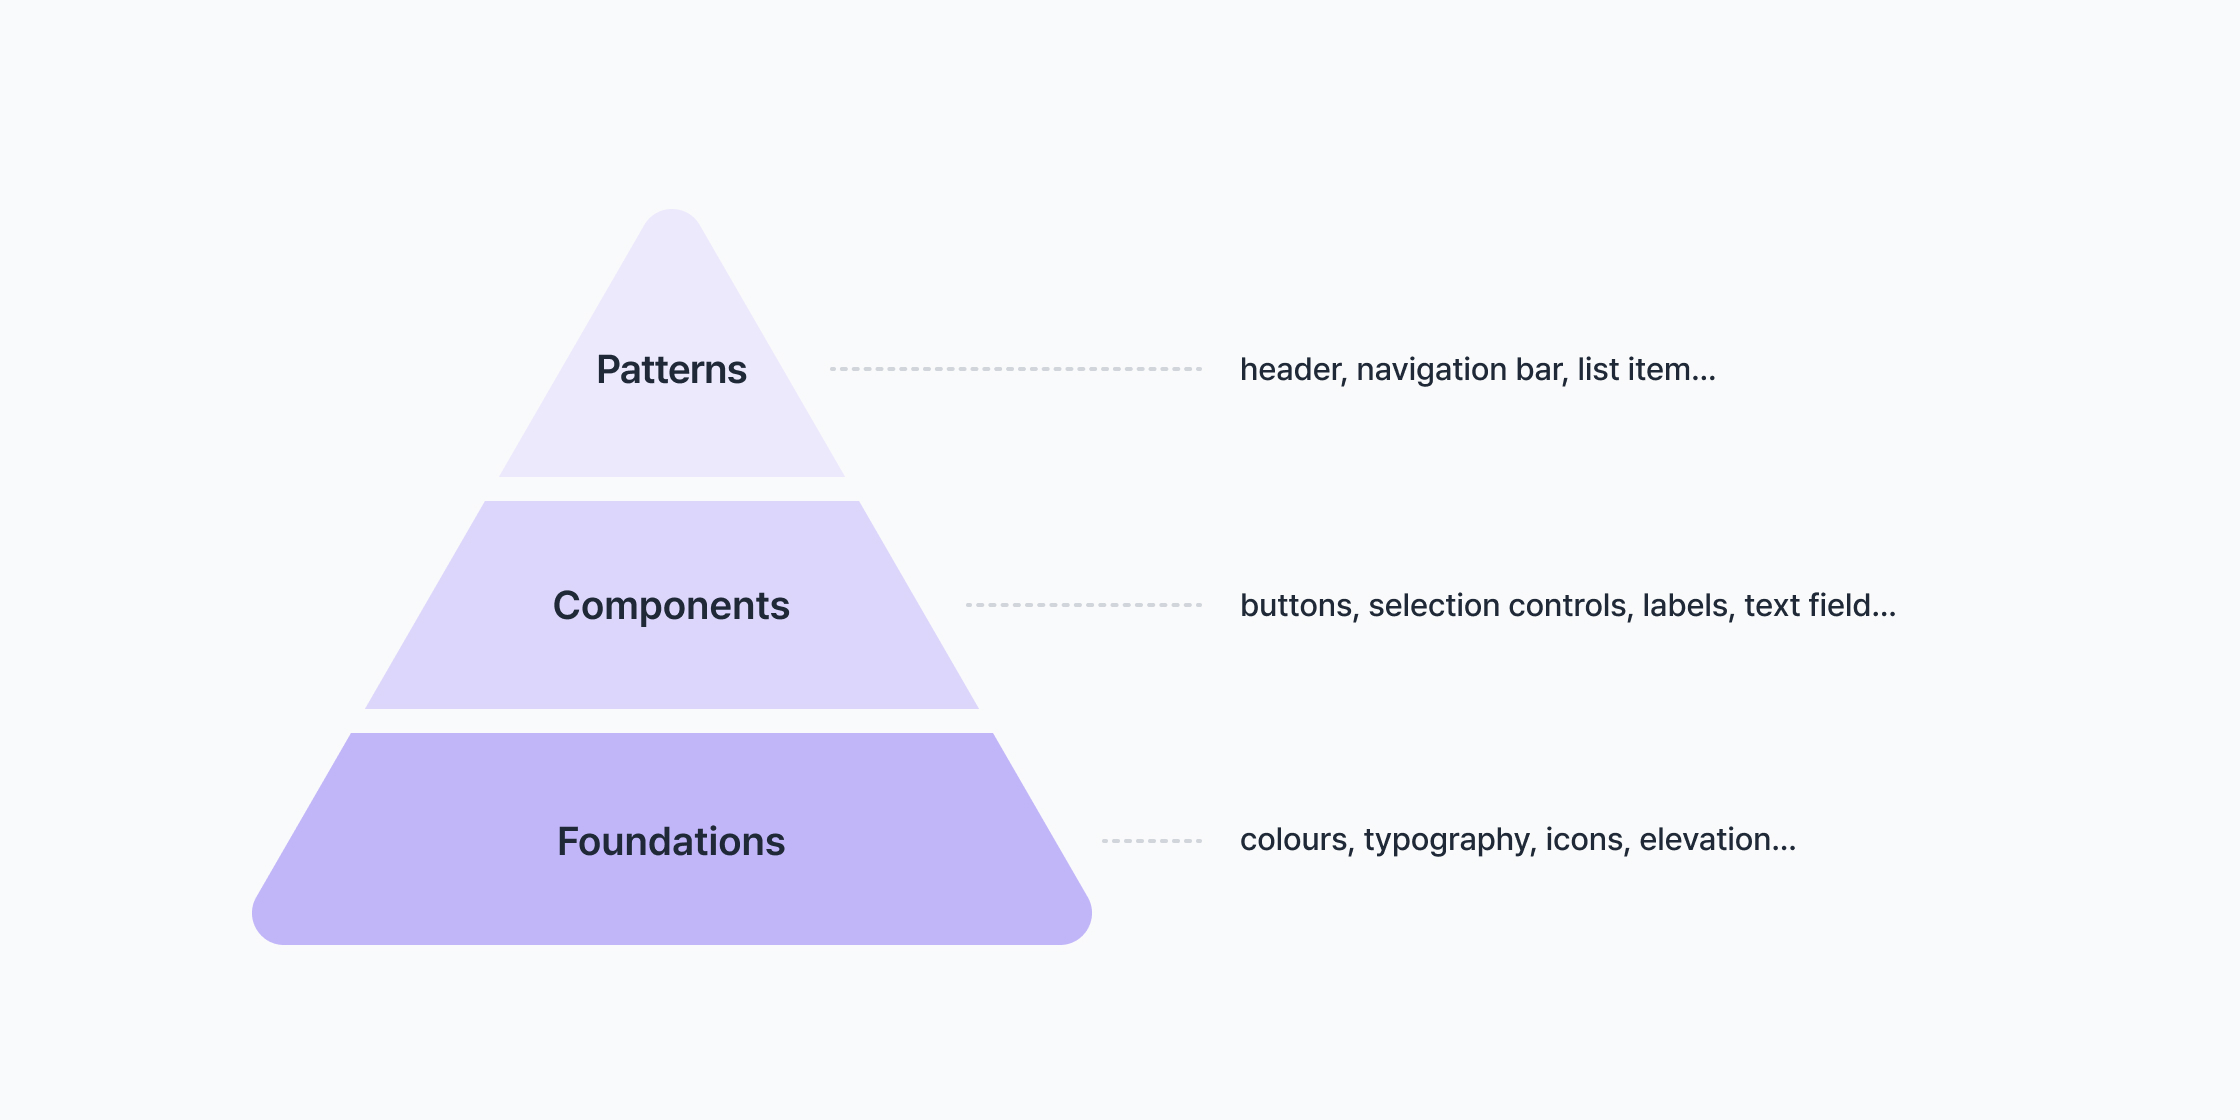 Patterns
header, navigation bar, list item...
Components
buttons, selection controls, labels, text field...
Foundations
colours, typography, icons, elevation...